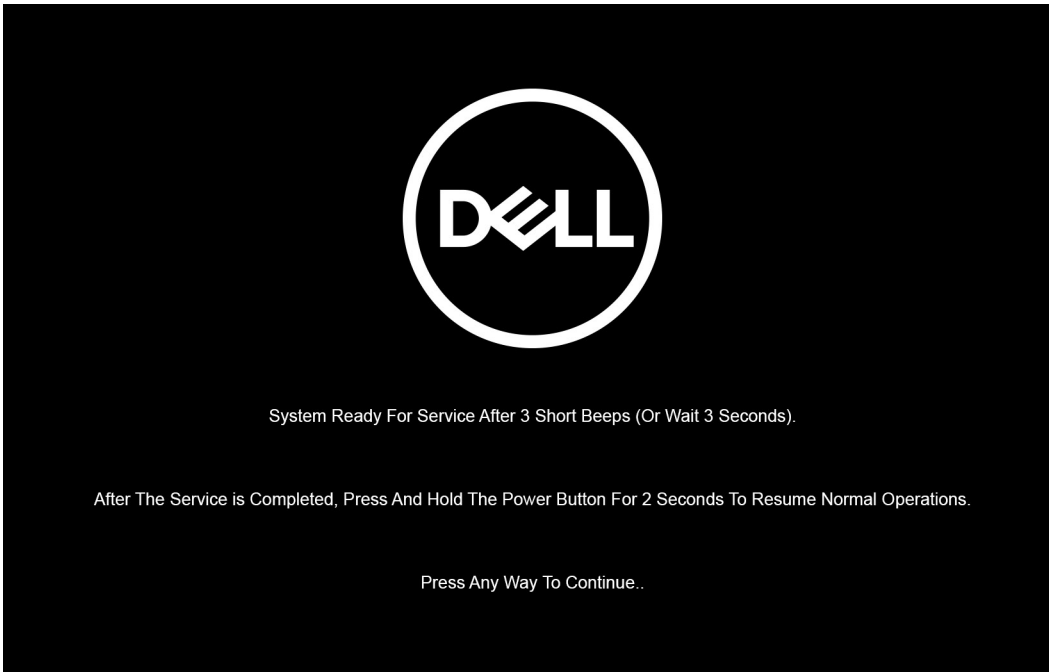 DELL
System Ready For Service After 3 Short Beeps (Or Wait 3 Seconds).
After The Service is Completed, Press And Hold The Power Button For 2 Seconds To Resume Normal Operations.
Press Any Way To Continue..